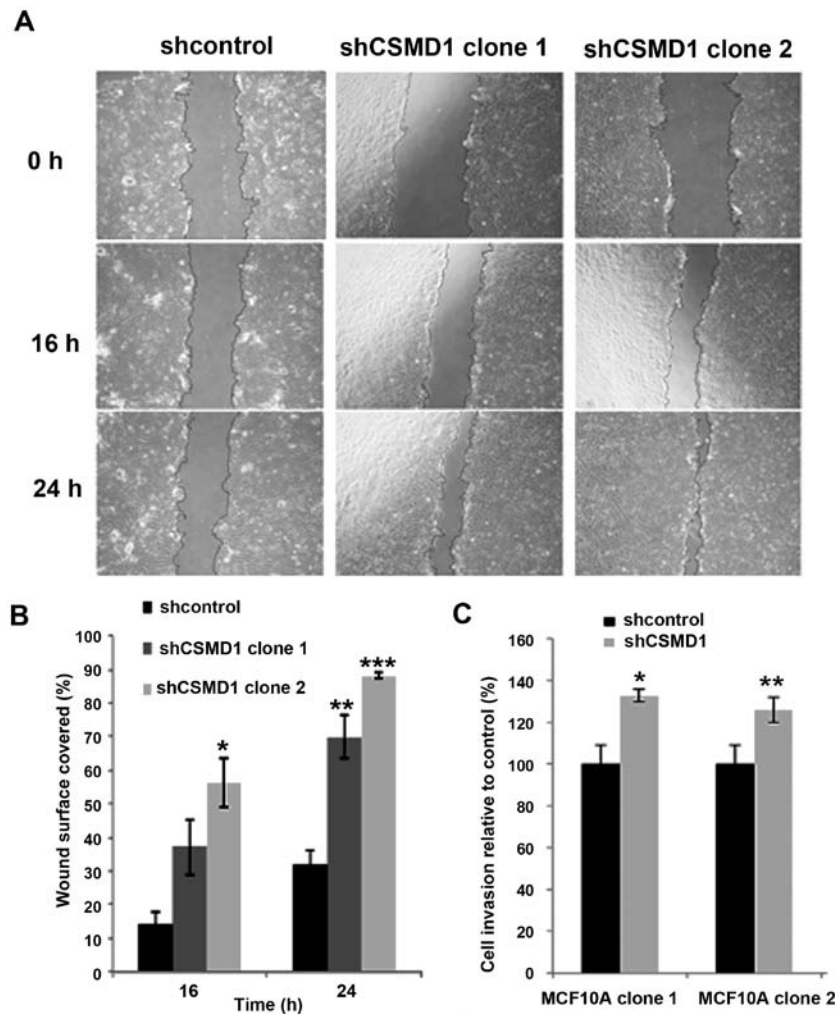 A
shcontrol
shCSMD1 clone 1
shCSMD1 clone 2
0 h
16 h
24 h
B
shcontrol
shCSMD1 clone 1
shCSMD1 clone 2
Wound surface covered (%)
100
90
80
70
60
50
40
30
20
10
0
*
**
***
16
24
Time (h)
C
shcontrol
shCSMD1
Cell invasion relative to control (%)
160
140
120
100
80
60
40
20
0
*
**
MCF10A clone 1
MCF10A clone 2